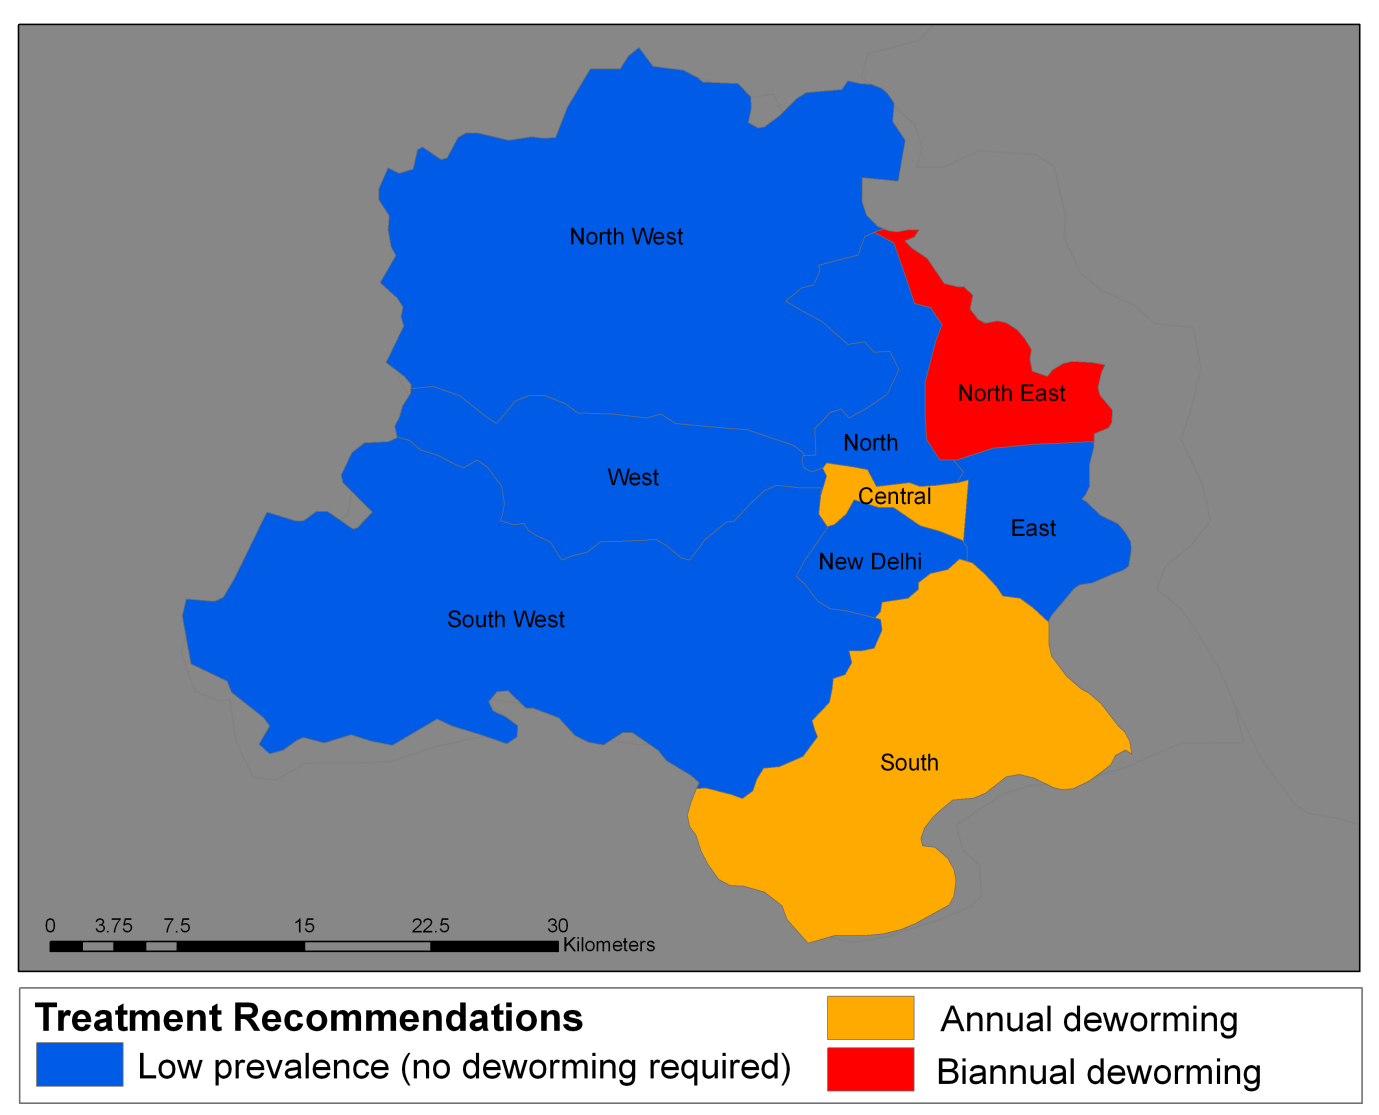 North West
North East
North
West
Central
East
New Delhi
South West
South
0 3.75 7.5 15 22.5 30
Kilometers
Treatment Recommendations
Low prevalence (no deworming required)
Annual deworming
Biannual deworming